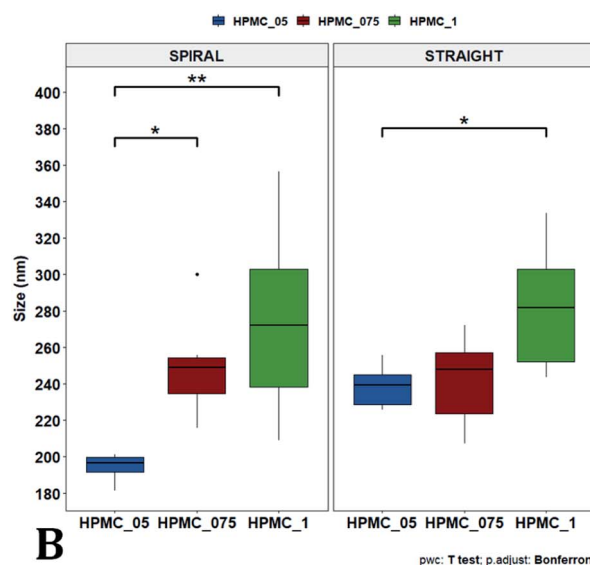 HPMC_05 HPMC_075 HPMC_1
SPIRAL STRAIGHT
** 
* *
Size (nm)
400
380
360
340
320
300
280
260
240
220
200
180
HPMC_05 HPMC_075 HPMC_1 HPMC_05 HPMC_075 HPMC_1
B
pwc: T test; p.adjust: Bonferron